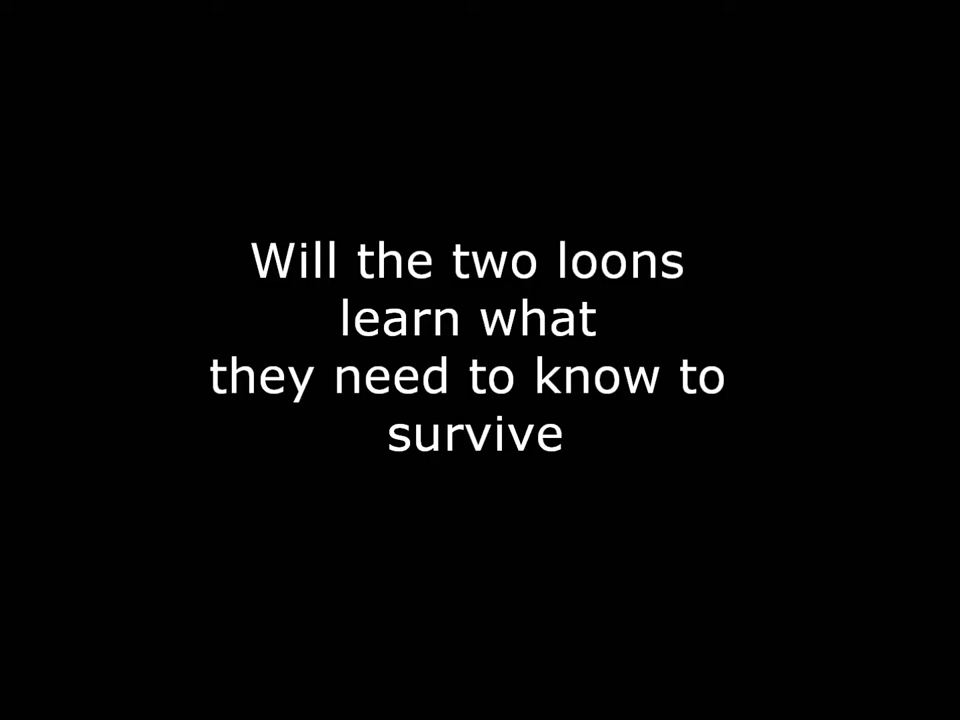 Will the two loons
learn what
they need to know to
survive